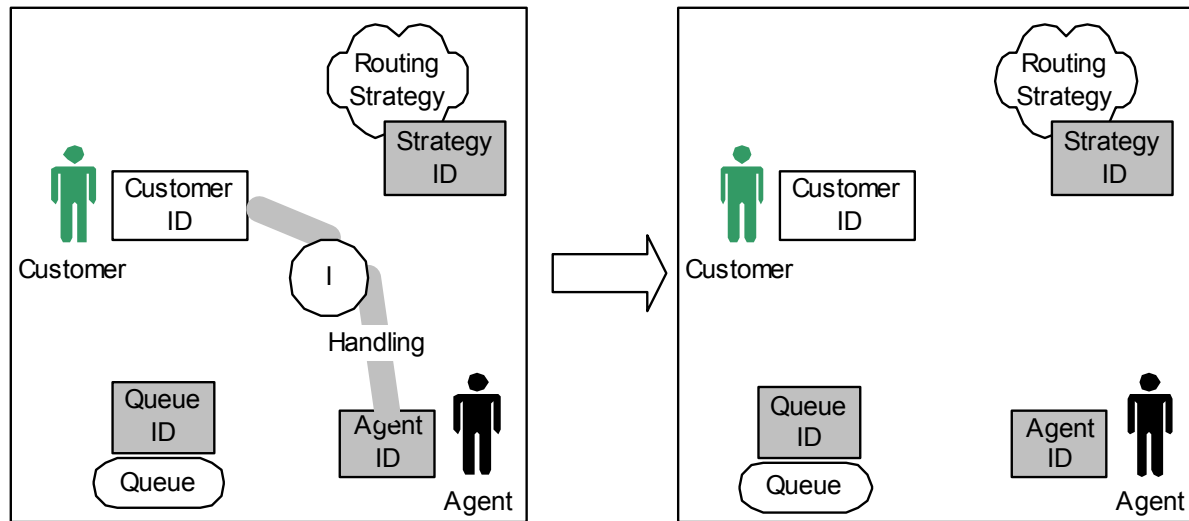 Routing
Strategy
Strategy
ID
Customer
ID
Customer
I
Handling
Queue
ID
Queue
Agent
ID
Agent
Routing
Strategy
Strategy
ID
Customer
ID
Customer
Queue
ID
Queue
Agent
ID
Agent